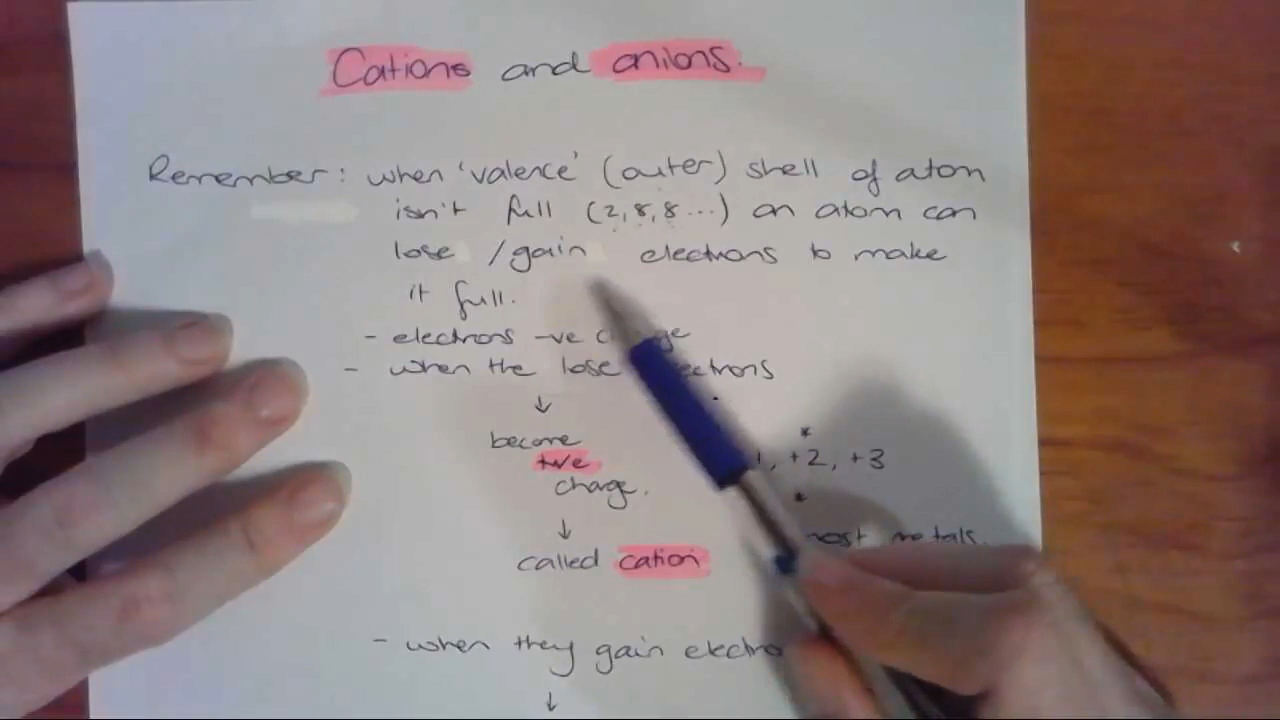 Cations and anions.
Remember: when 'valence' (outer) shell of atom
isn't full (2,8,8...) an atom can
lose /gain electrons to make
it full.
- electrons -ve
- when the lose
↓
become
+ve
charge.
+2, +3
↓
most metals.
called cation
- when they gain
↓